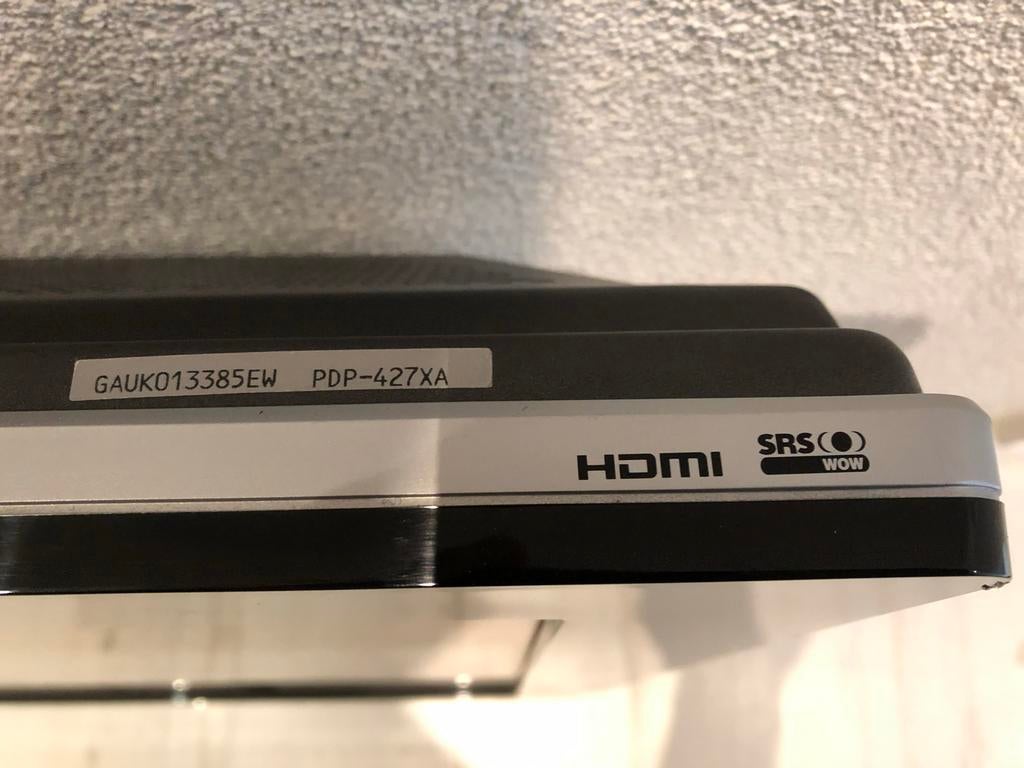 GAUK013385EW PDP-427XA
HDMI SRS
WOW